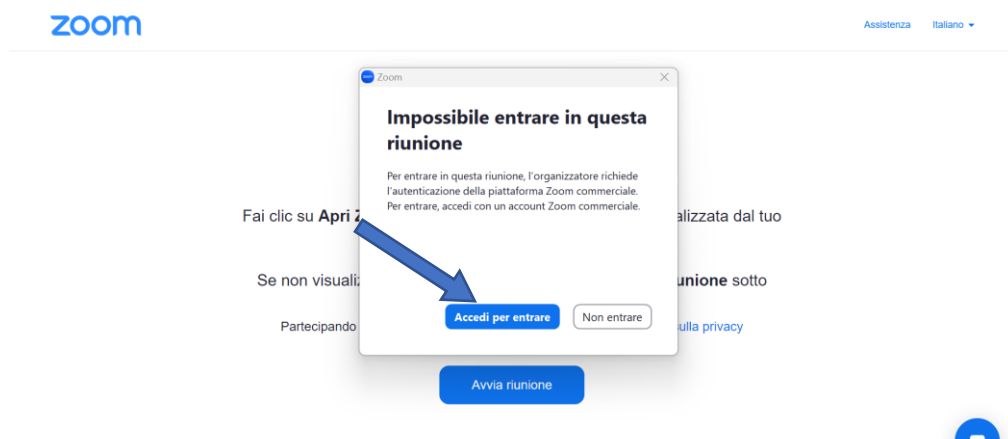 zoom
Assistenza Italiano
Zoom
Impossibile entrare in questa
riunione
Per entrare in questa riunione, l'organizzatore richiede
l'autenticazione della piattaforma Zoom commerciale.
Per entrare, accedi con un account Zoom commerciale.
Fai clic su Apri alizzata dal tuo
Se non visuali unione sotto
Accedi per entrare Non entrare
Partecipando sulla privacy
Avvia riunione